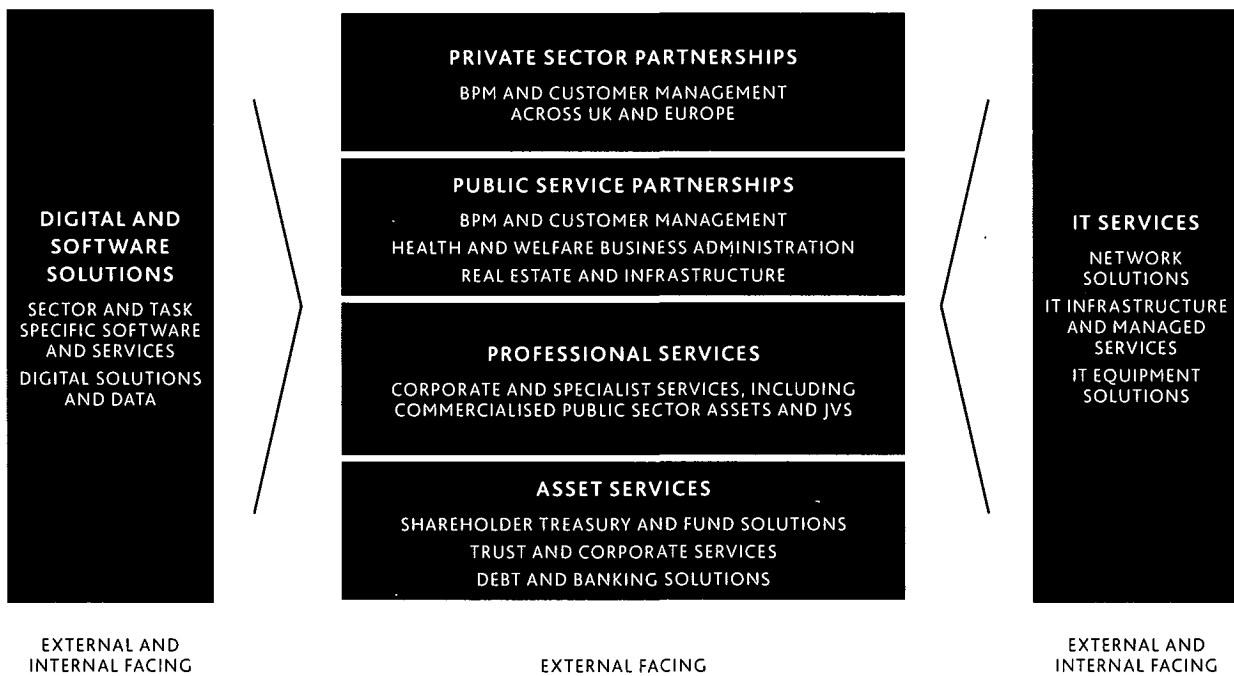 DIGITAL AND
SOFTWARE
SOLUTIONS
SECTOR AND TASK
SPECIFIC SOFTWARE
AND SERVICES
DIGITAL SOLUTIONS
AND DATA
EXTERNAL AND
INTERNAL FACING
PRIVATE SECTOR PARTNERSHIPS
BPM AND CUSTOMER MANAGEMENT
ACROSS UK AND EUROPE
PUBLIC SERVICE PARTNERSHIPS
BPM AND CUSTOMER MANAGEMENT
HEALTH AND WELFARE BUSINESS ADMINISTRATION
REAL ESTATE AND INFRASTRUCTURE
PROFESSIONAL SERVICES
CORPORATE AND SPECIALIST SERVICES, INCLUDING
COMMERCIALISED PUBLIC SECTOR ASSETS AND JVS
ASSET SERVICES
SHAREHOLDER TREASURY AND FUND SOLUTIONS
TRUST AND CORPORATE SERVICES
DEBT AND BANKING SOLUTIONS
EXTERNAL FACING
IT SERVICES
NETWORK
SOLUTIONS
IT INFRASTRUCTURE
AND MANAGED
SERVICES
IT EQUIPMENT
SOLUTIONS
EXTERNAL AND
INTERNAL FACING